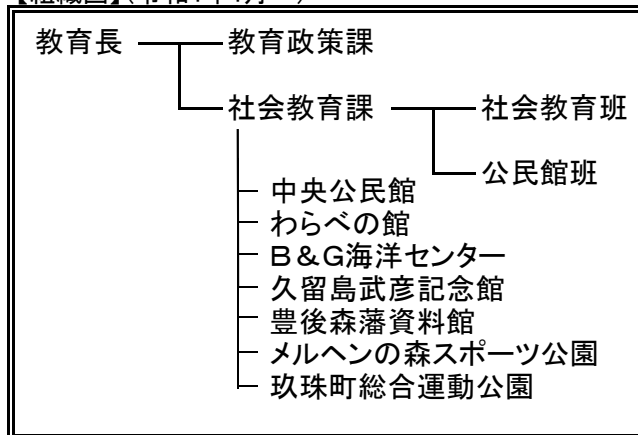 教育長 教育政策課
社会教育課 社会教育班
公民館班
中央公民館
わらべの館
B＆G海洋センター
久留島武彦記念館
豊後森藩資料館
メルヘンの森スポーツ公園
玖珠町総合運動公園